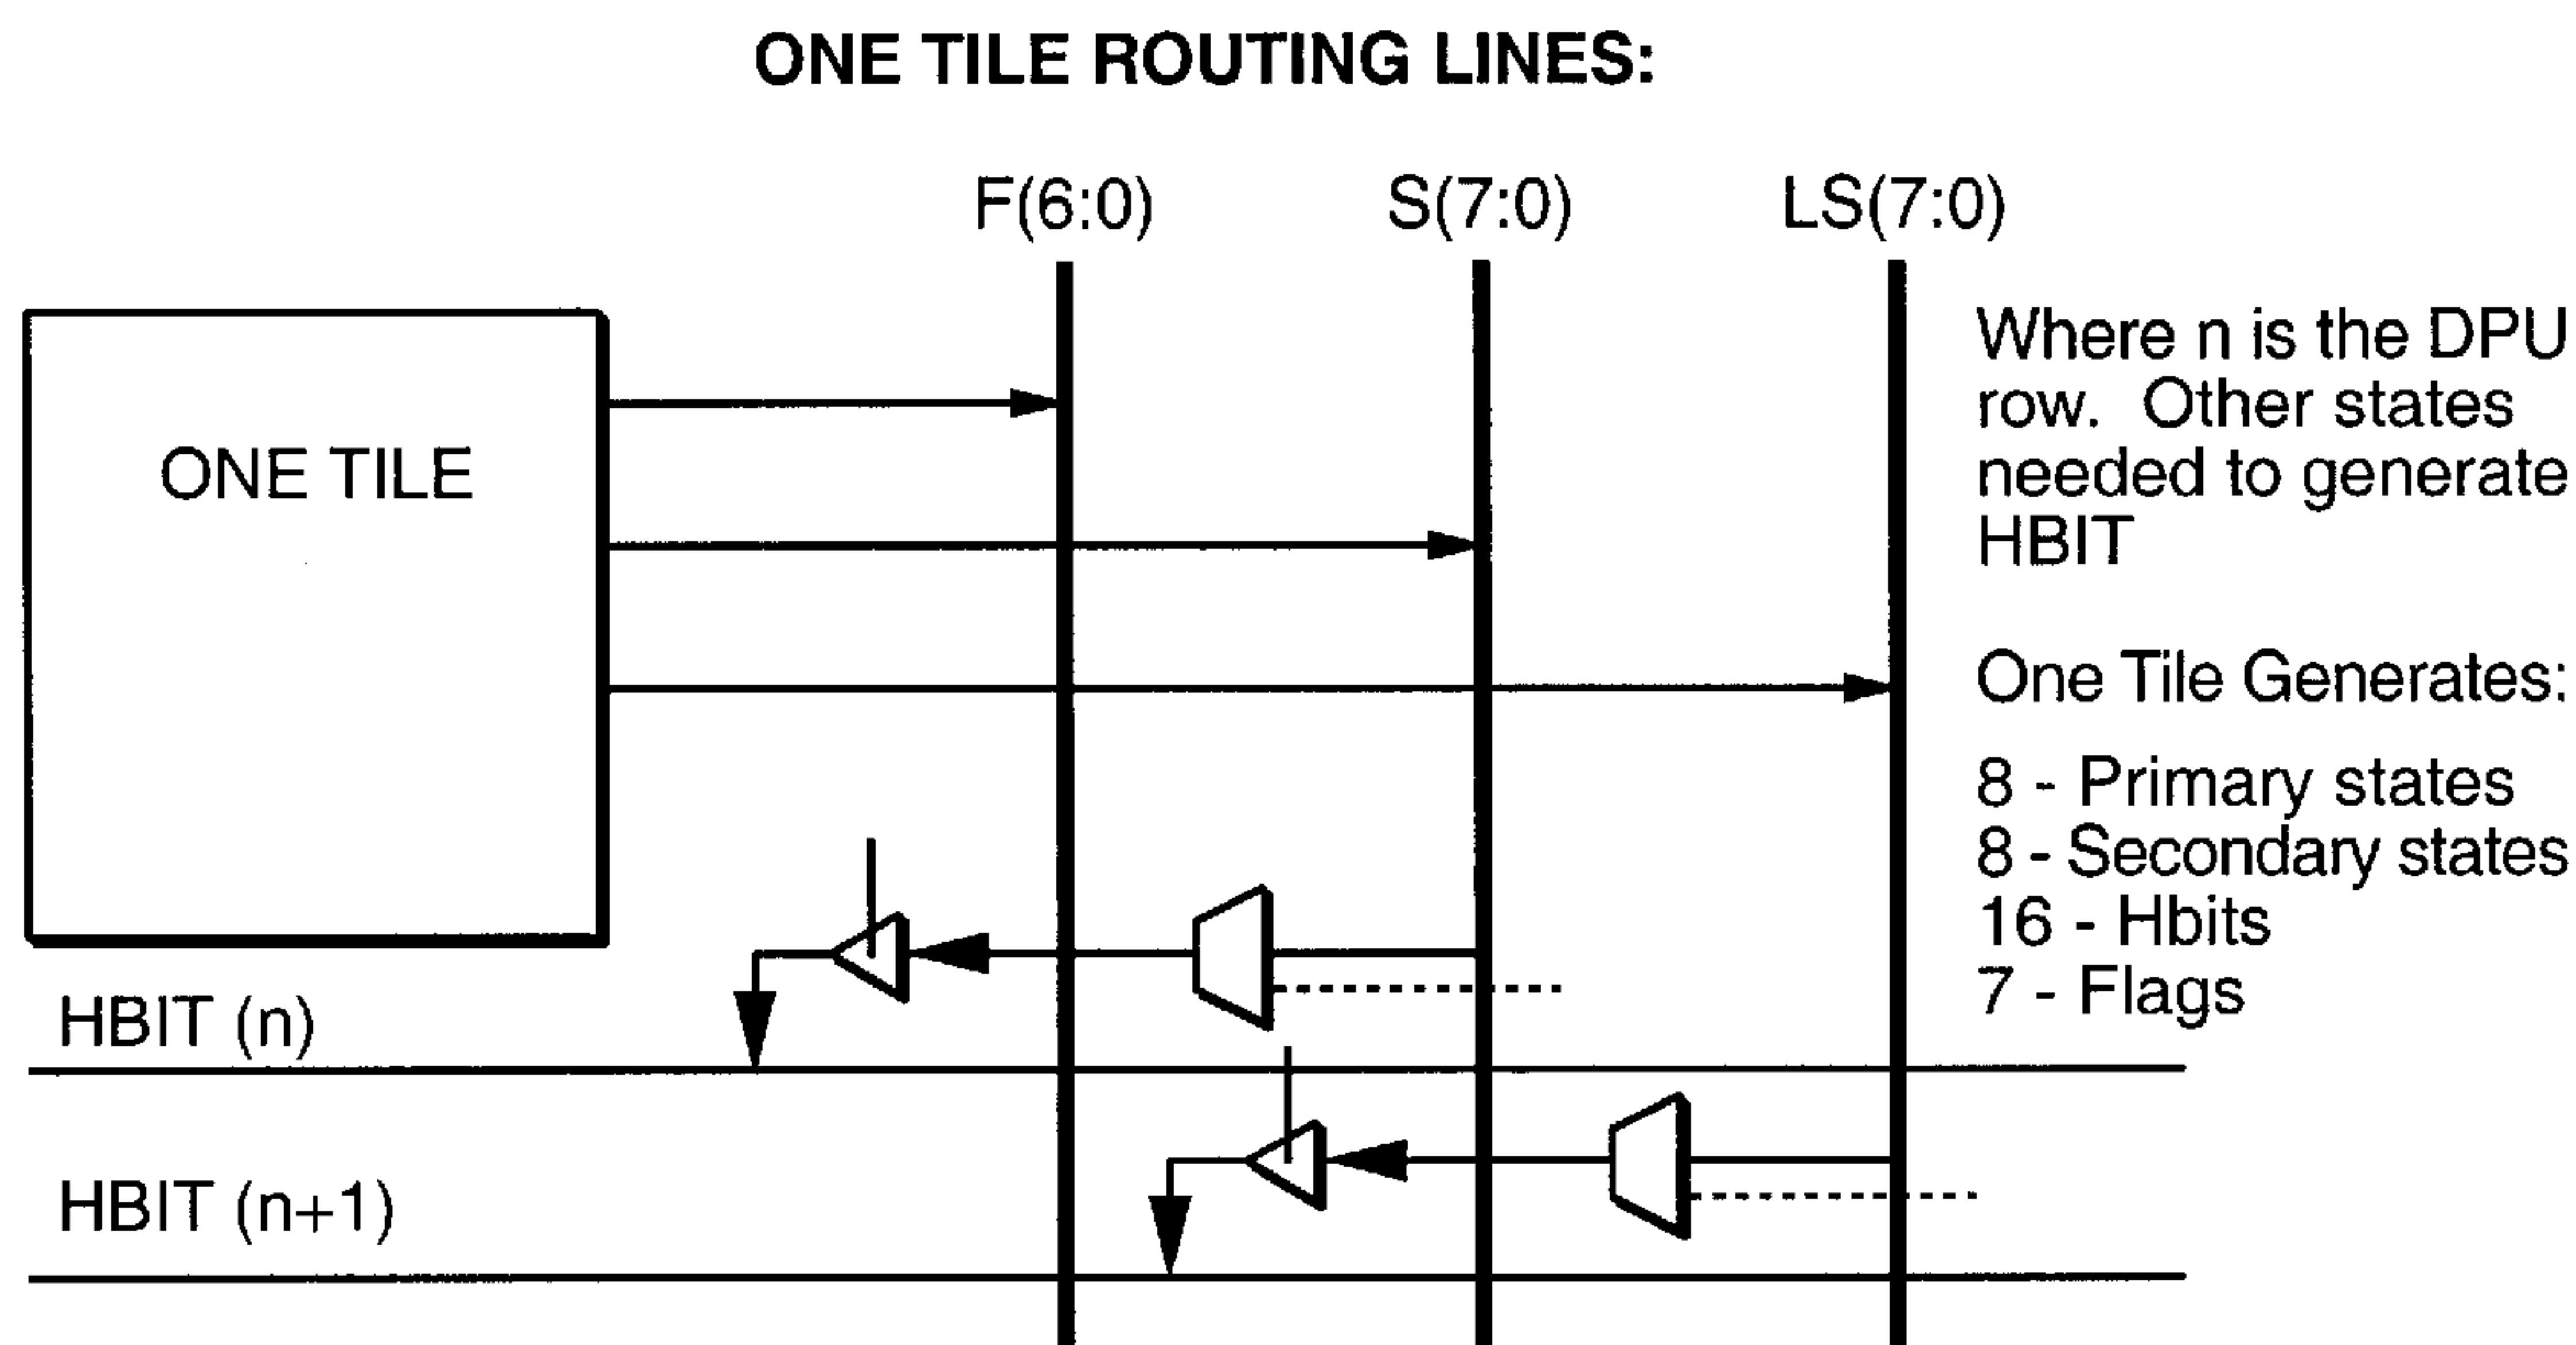 ONE TILE ROUTING LINES:
F(6:0)
S(7:0)
LS(7:0)
ONE TILE
Where n is the DPU
row. Other states
needed to generate
HBIT
One Tile Generates:
8 - Primary states
8 - Secondary states
16 - Hbits
7 - Flags
HBIT (n)
HBIT (n+1)